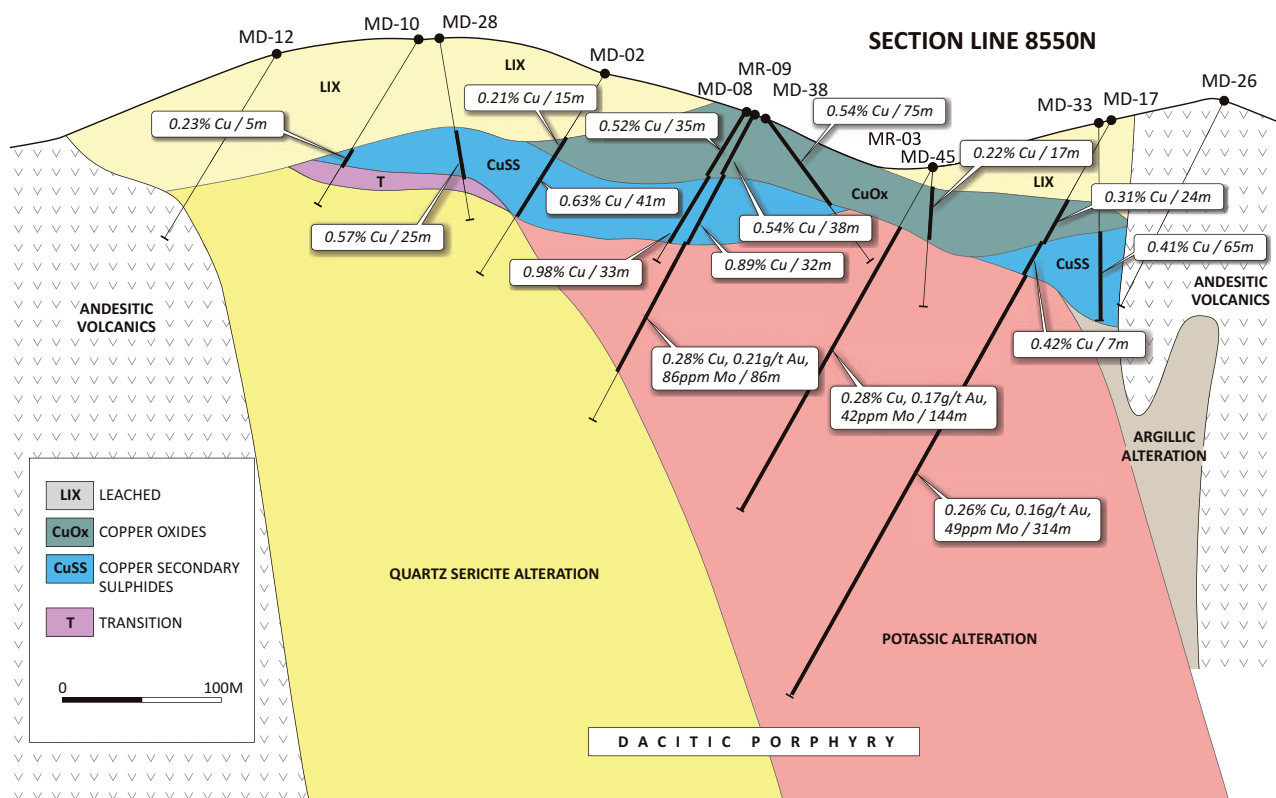 SECTION LINE 8550N
MD-12
MD-10
MD-28
MD-02
MD-08
MR-09
MD-38
MR-03
MD-45
MD-33
MD-17
MD-26
LIX
LIX
0.23% Cu / 5m
0.21% Cu / 15m
0.52% Cu / 35m
0.54% Cu / 75m
0.22% Cu / 17m
LIX
0.31% Cu / 24m
T
CuSS
CuOx
0.57% Cu / 25m
0.63% Cu / 41m
0.54% Cu / 38m
0.41% Cu / 65m
0.98% Cu / 33m
0.89% Cu / 32m
CuSS
0.42% Cu / 7m
ANDESITIC
VOLCANICS
ANDESITIC
VOLCANICS
0.28% Cu, 0.21g/t Au,
86ppm Mo / 86m
0.28% Cu, 0.17g/t Au,
42ppm Mo / 144m
ARGILLIC
ALTERATION
0.26% Cu, 0.16g/t Au,
49ppm Mo / 314m
QUARTZ SERICITE ALTERATION
POTASSIC ALTERATION
LIX LEACHED
CuOx COPPER OXIDES
CuSS COPPER SECONDARY
SULPHIDES
T TRANSITION
0 100M
DACITIC PORPHYRY